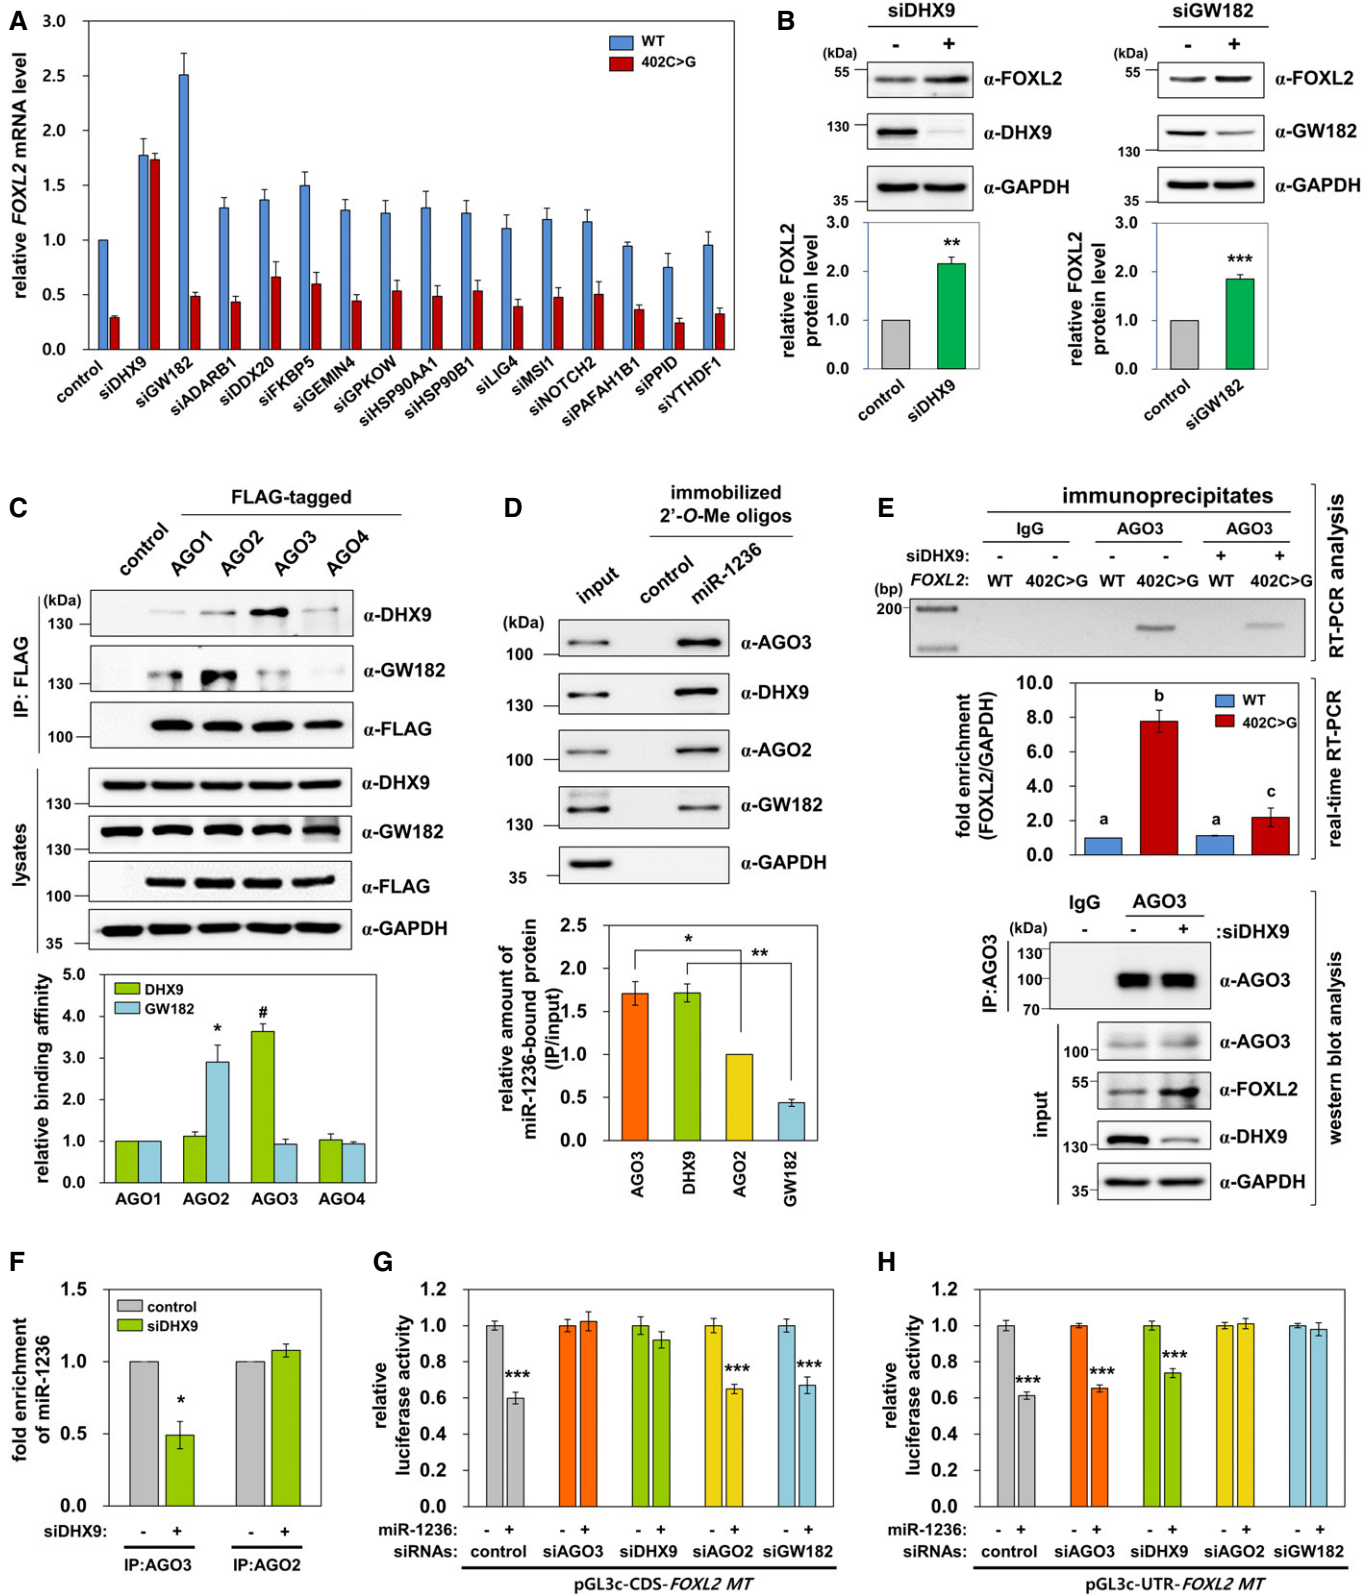 A
relative FOXL2 mRNA level
3.0
2.5
2.0
1.5
1.0
0.5
0.0
WT
402C>G
control
siDHX9
siGW182
siADARB1
siDDX20
siFKBP5
siGEMIN4
siGPKOW
siHSP90AA1
siHSP90B1
siLIG4
siMSI1
siNOTCH2
siPAFAH1B1
siPPID
siYTHDF1
B
siDHX9
(kDa) - +
55 α-FOXL2
130 α-DHX9
35 α-GAPDH
relative FOXL2
protein level
3.0
2.0
1.0
0.0
**
control
siDHX9
siGW182
(kDa) - +
55 α-FOXL2
130 α-GW182
35 α-GAPDH
relative FOXL2
protein level
3.0
2.0
1.0
0.0
***
control
siGW182
C
FLAG-tagged
control AGO1 AGO2 AGO3 AGO4
(kDa)
IP: FLAG
130 α-DHX9
130 α-GW182
100 α-FLAG
lysates
130 α-DHX9
130 α-GW182
100 α-FLAG
35 α-GAPDH
relative binding affinity
5.0
4.0
3.0
2.0
1.0
0.0
DHX9
GW182
* #
AGO1 AGO2 AGO3 AGO4
D
immobilized
2'-O-Me oligos
input control miR-1236
(kDa)
100 α-AGO3
130 α-DHX9
100 α-AGO2
130 α-GW182
35 α-GAPDH
relative amount of
miR-1236-bound protein
(IP/input)
2.5
2.0
1.5
1.0
0.5
0.0
*
**
AGO3
DHX9
AGO2
GW182
E
immunoprecipitates
IgG AGO3 AGO3
siDHX9: - - - - + +
FOXL2: WT 402C>G WT 402C>G WT 402C>G
(bp)
200
RT-PCR analysis
fold enrichment
(FOXL2/GAPDH)
10.0
8.0
6.0
4.0
2.0
0.0
WT
402C>G
a b a c
real-time RT-PCR
IgG AGO3
(kDa) - - + :siDHX9
IP:AGO3
130
100 α-AGO3
70
input
100 α-AGO3
55 α-FOXL2
130 α-DHX9
35 α-GAPDH
western blot analysis
F
fold enrichment
of miR-1236
1.5
1.0
0.5
0.0
control
siDHX9
*
siDHX9: - + - +
IP:AGO3 IP:AGO2
G
relative
luciferase activity
1.2
1.0
0.8
0.6
0.4
0.2
0.0
*** *** ***
miR-1236: - + - + - + - + - +
siRNAs: control siAGO3 siDHX9 siAGO2 siGW182
pGL3c-CDS-FOXL2 MT
H
relative
luciferase activity
1.2
1.0
0.8
0.6
0.4
0.2
0.0
*** *** ***
miR-1236: - + - + - + - + - +
siRNAs: control siAGO3 siDHX9 siAGO2 siGW182
pGL3c-UTR-FOXL2 MT